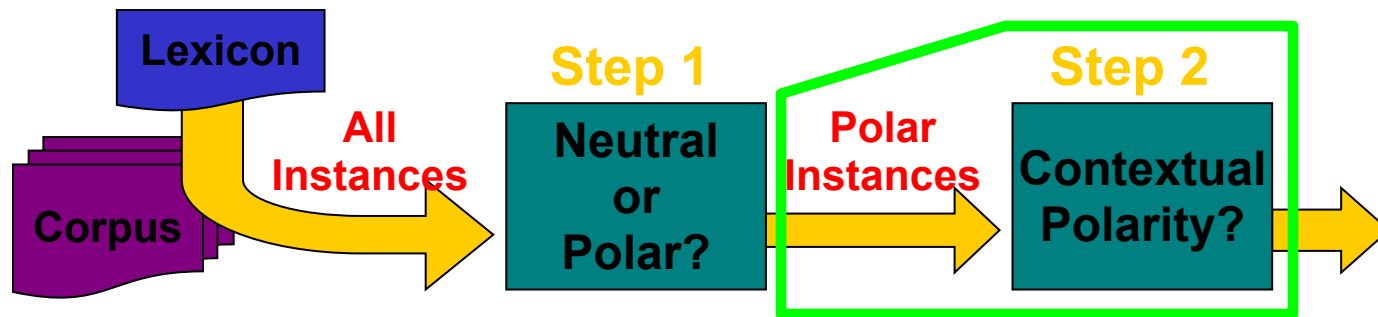 Lexicon
Corpus
All
Instances
Step 1
Neutral
or
Polar?
Polar
Instances
Step 2
Contextual
Polarity?